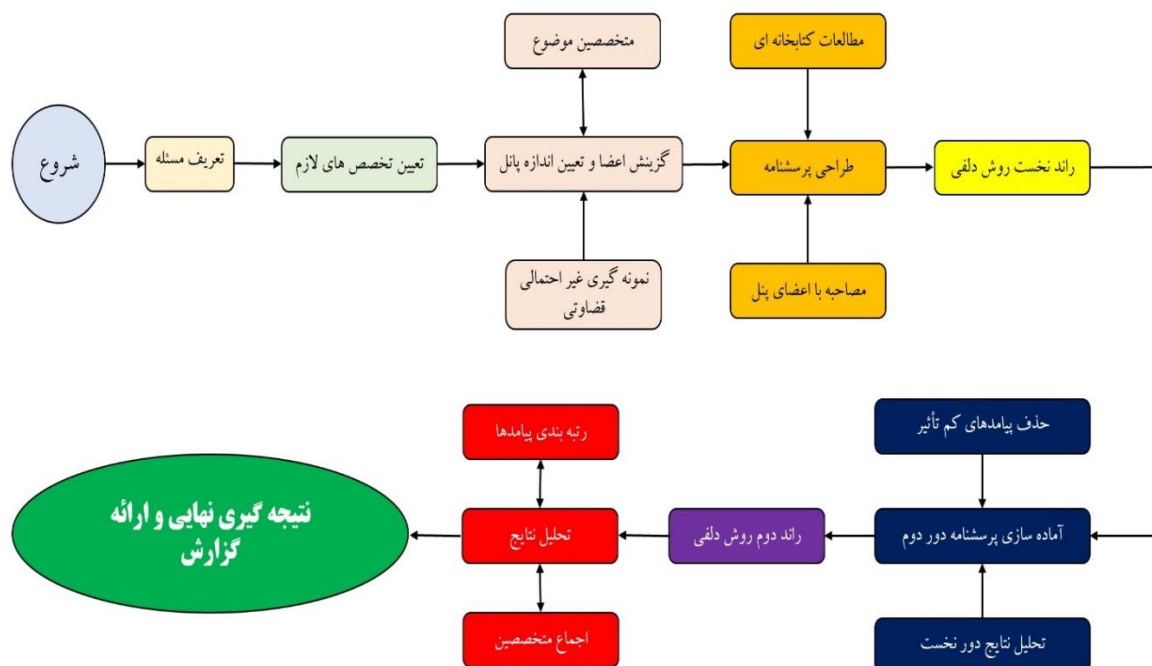 متخصصین موضوع
مطالعات کتابخانه ای
شروع
تعریف مسئله
تعیین تخصص های لازم
گزینش اعضا و تعیین اندازه پانل
طراحی پرسشنامه
راند نخست روش دلفی
نمونه گیری غیر احتمالی
قضاوتی
مصاحبه با اعضای پنل
حذف پیامدهای کم تأثیر
رتبه بندی پیامدها
آماده سازی پرسشنامه دور دوم
راند دوم روش دلفی
تحلیل نتایج
نتیجه گیری نهایی و ارائه
گزارش
تحلیل نتایج دور نخست
اجماع متخصصین